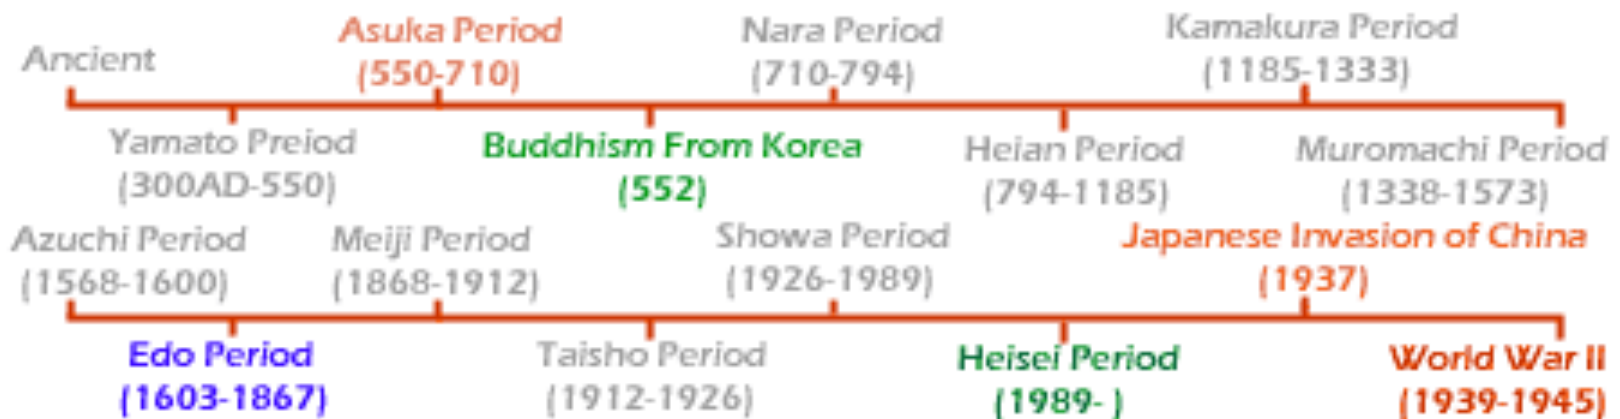 Ancient
Asuka Period
(550-710)
Nara Period
(710-794)
Kamakura Period
(1185-1333)
Yamato Preiod
(300AD-550)
Buddhism From Korea
(552)
Heian Period
(794-1185)
Muromachi Period
(1338-1573)
Azuchi Period
(1568-1600)
Meiji Period
(1868-1912)
Showa Period
(1926-1989)
Japanese Invasion of China
(1937)
Edo Period
(1603-1867)
Taisho Period
(1912-1926)
Heisei Period
(1989- )
World War II
(1939-1945)